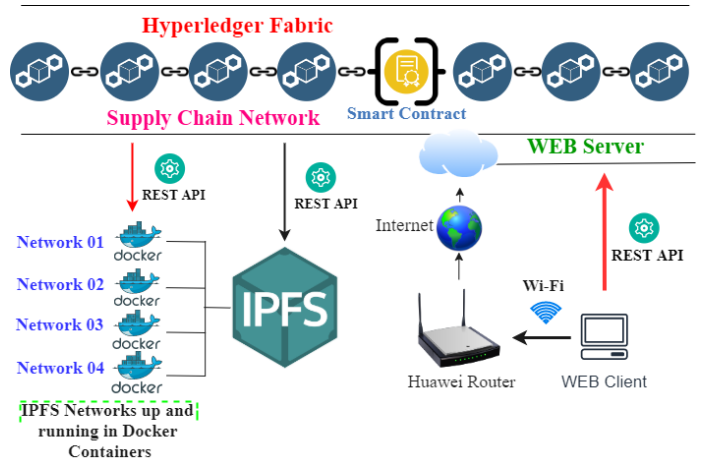 Hyperledger Fabric
Supply Chain Network
Smart Contract
WEB Server
REST API
REST API
Network 01
docker
Network 02
docker
Network 03
docker
Network 04
docker
IPFS
IPFS Networks up and
running in Docker
Containers
Internet
REST API
Wi-Fi
Huawei Router
WEB Client